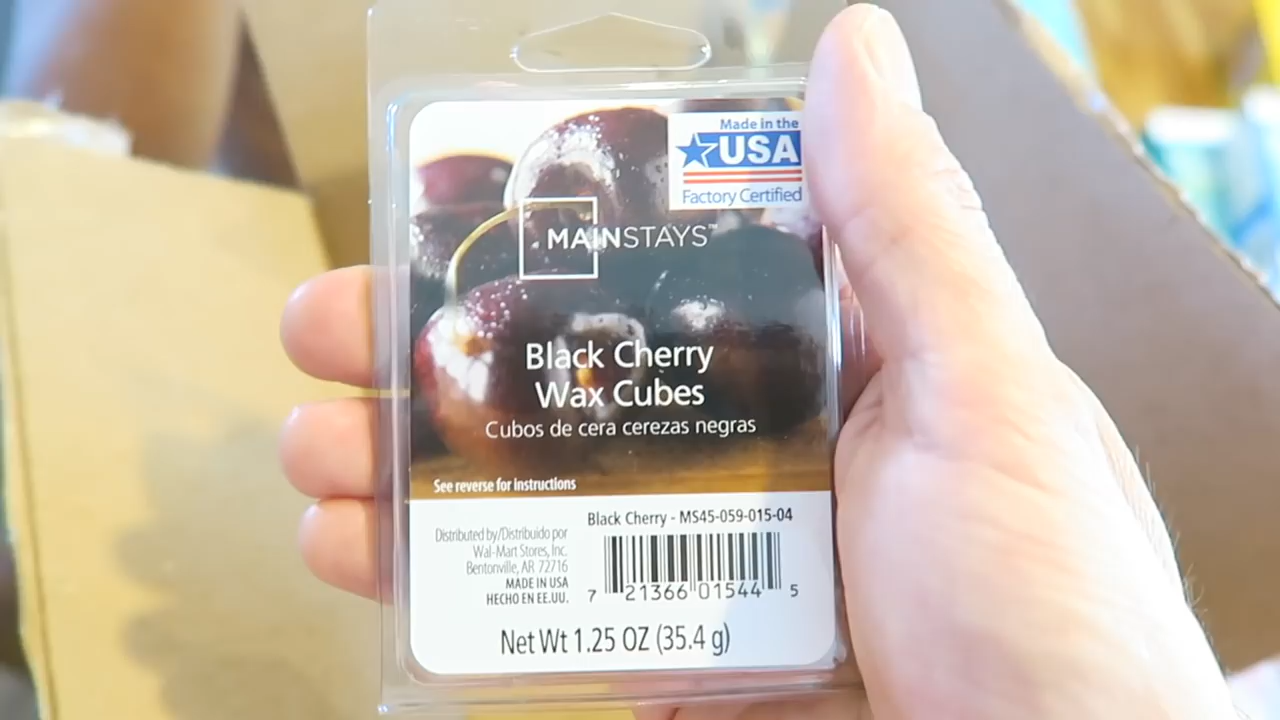 Made in the
USA
Factory Certified
MAINSTAYS™
Black Cherry
Wax Cubes
Cubos de cera cerezas negras
See reverse for instructions
Black Cherry - MS45-059-015-04
Distributed by/Distribuido por
Wal-Mart Stores, Inc.
Bentonville, AR 72716
MADE IN USA
HECHO EN EE.UU.
7 21366 01544 5
Net Wt 1.25 OZ (35.4 g)